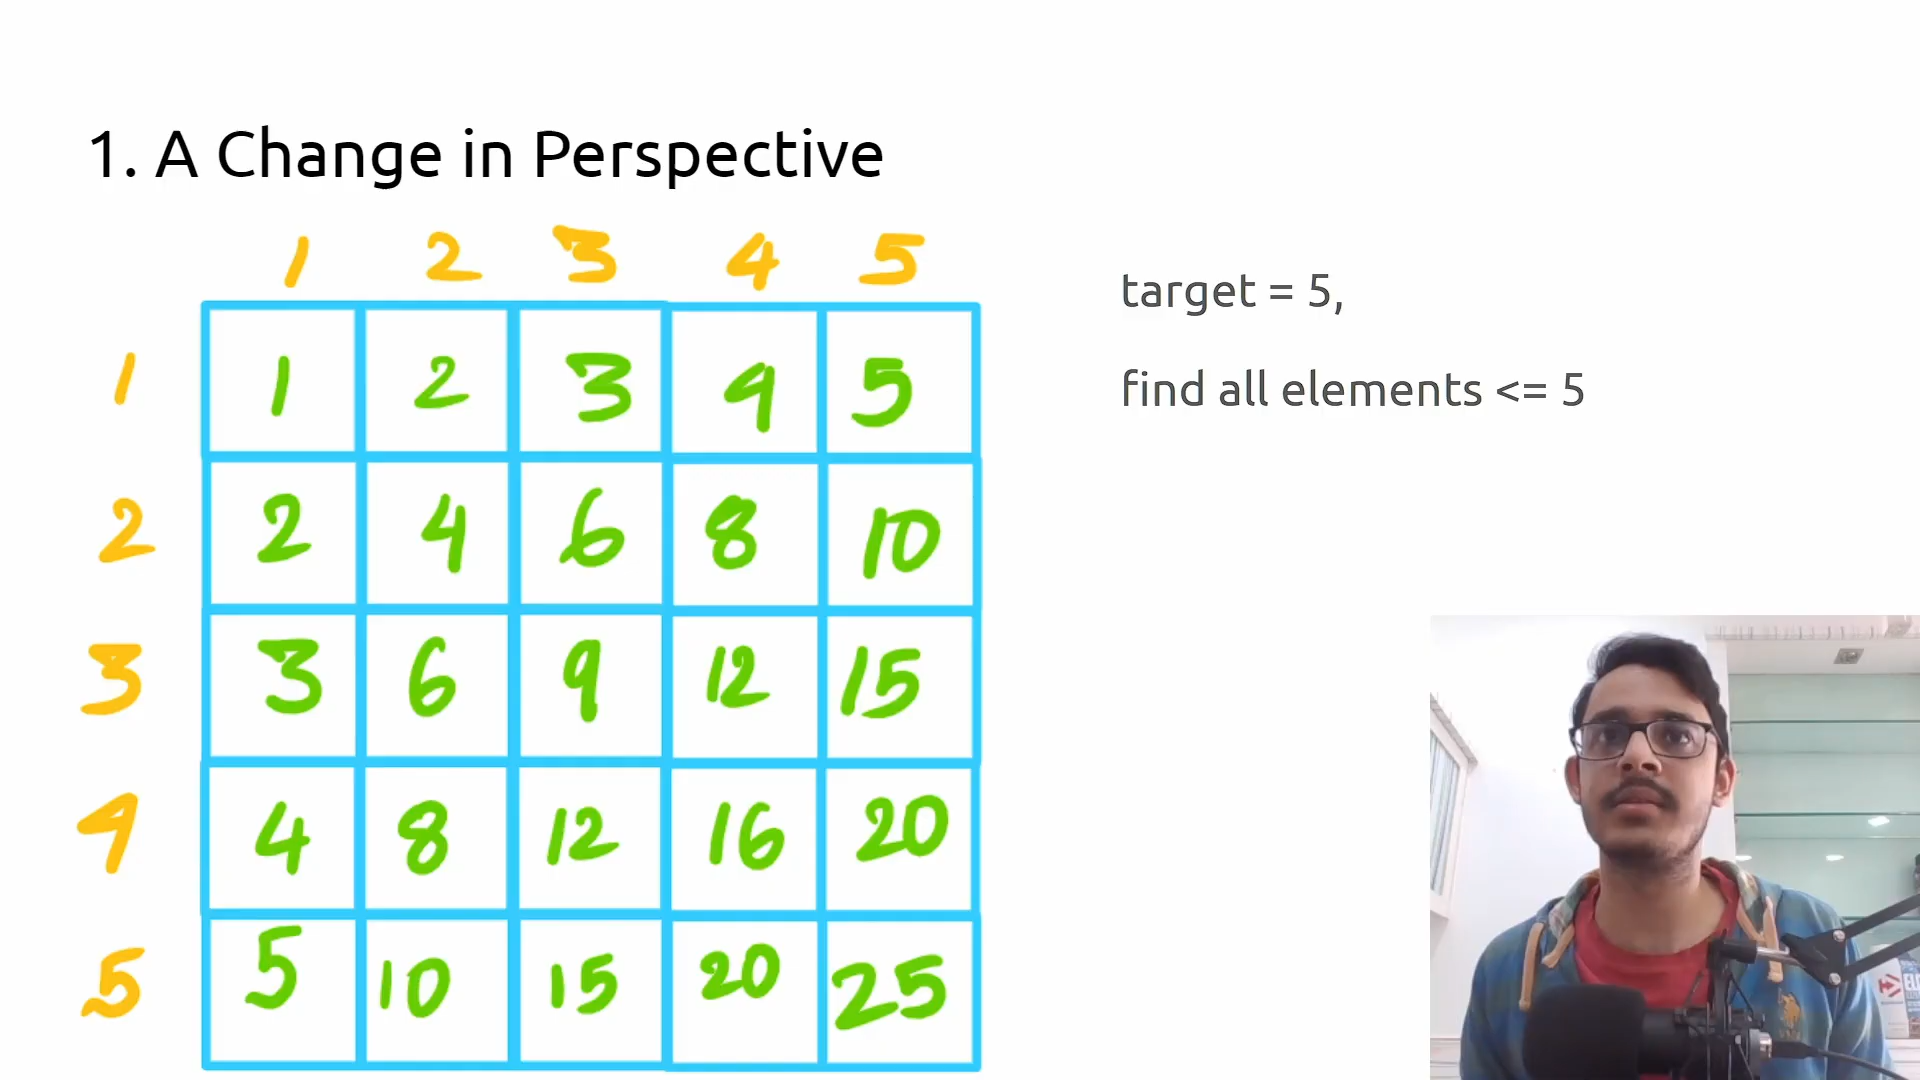 1. A Change in Perspective
1 2 3 4 5
1 1 2 3 4 5
2 2 4 6 8 10
3 3 6 9 12 15
4 4 8 12 16 20
5 5 10 15 20 25
target = 5,
find all elements <= 5